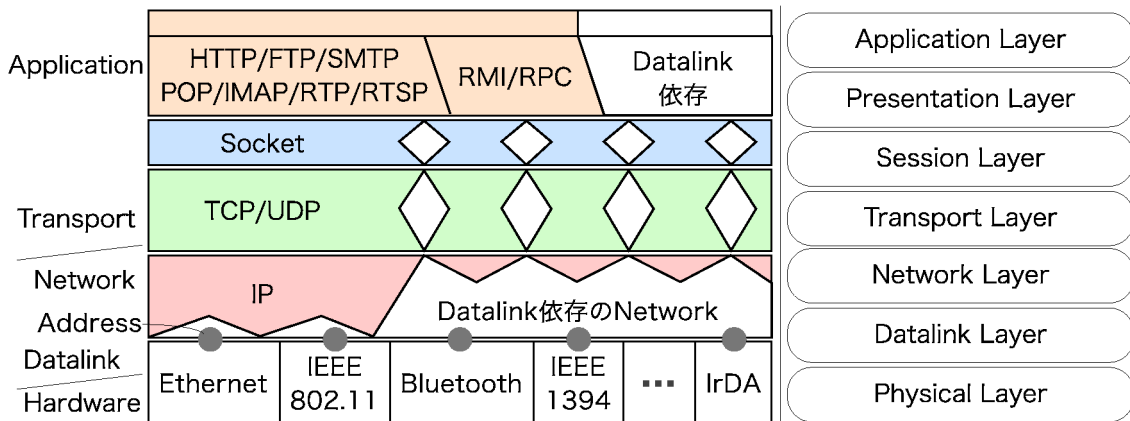 Application
HTTP/FTP/SMTP
POP/IMAP/RTP/RTSP
RMI/RPC
Datalink
依存
Socket
Transport
TCP/UDP
Network
IP
Datalink依存のNetwork
Address
Datalink
Hardware
Ethernet
IEEE
802.11
Bluetooth
IEEE
1394
...
IrDA
Application Layer
Presentation Layer
Session Layer
Transport Layer
Network Layer
Datalink Layer
Physical Layer